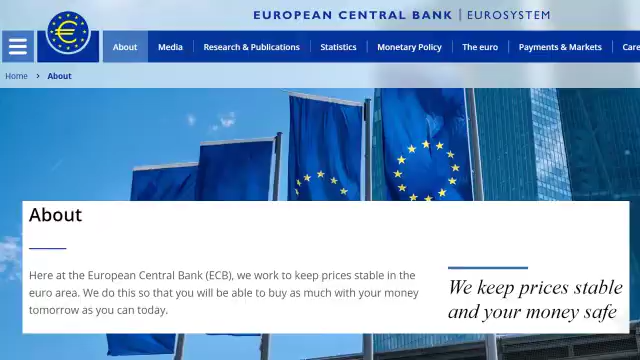 EUROPEAN CENTRAL BANK | EUROSYSTEM
About Media Research & Publications Statistics Monetary Policy The euro Payments & Markets Care
Home > About
About
Here at the European Central Bank (ECB), we work to keep prices stable in the
euro area. We do this so that you will be able to buy as much with your money
tomorrow as you can today.
We keep prices stable
and your money safe